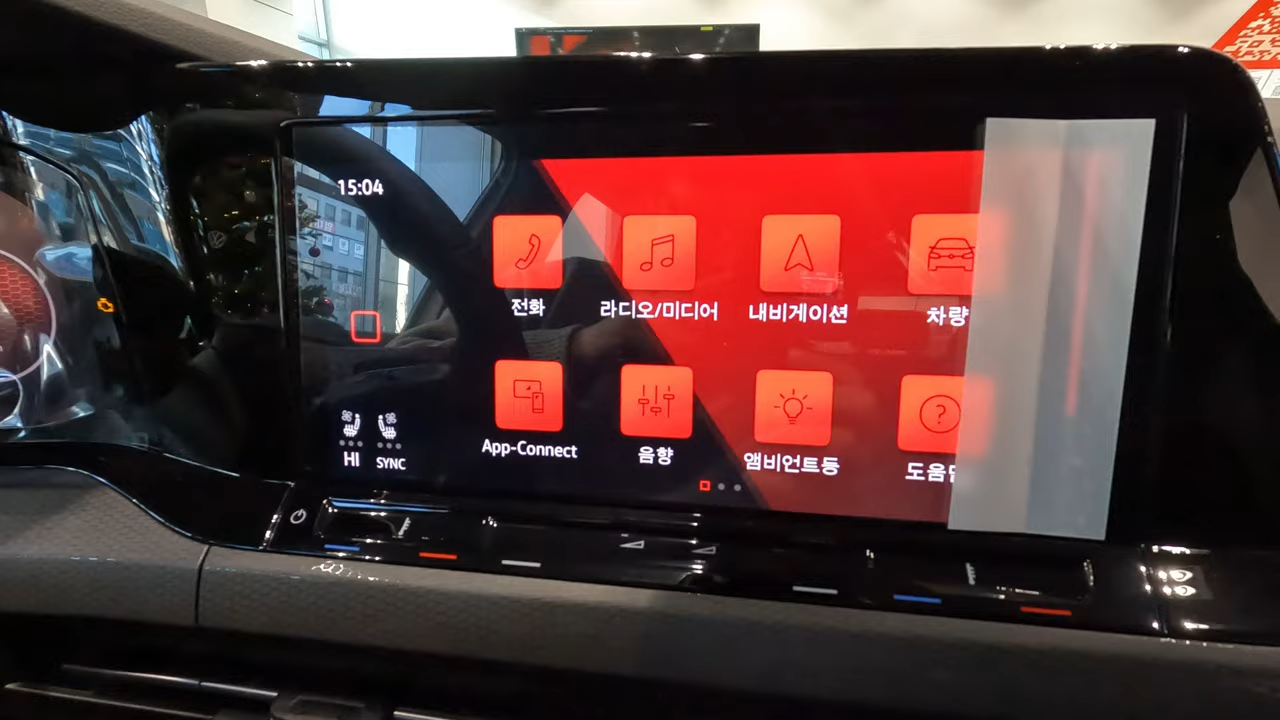 15:04
전화
라디오/미디어
내비게이션
차량
App-Connect
음향
앰비언트등
HI
SYNC